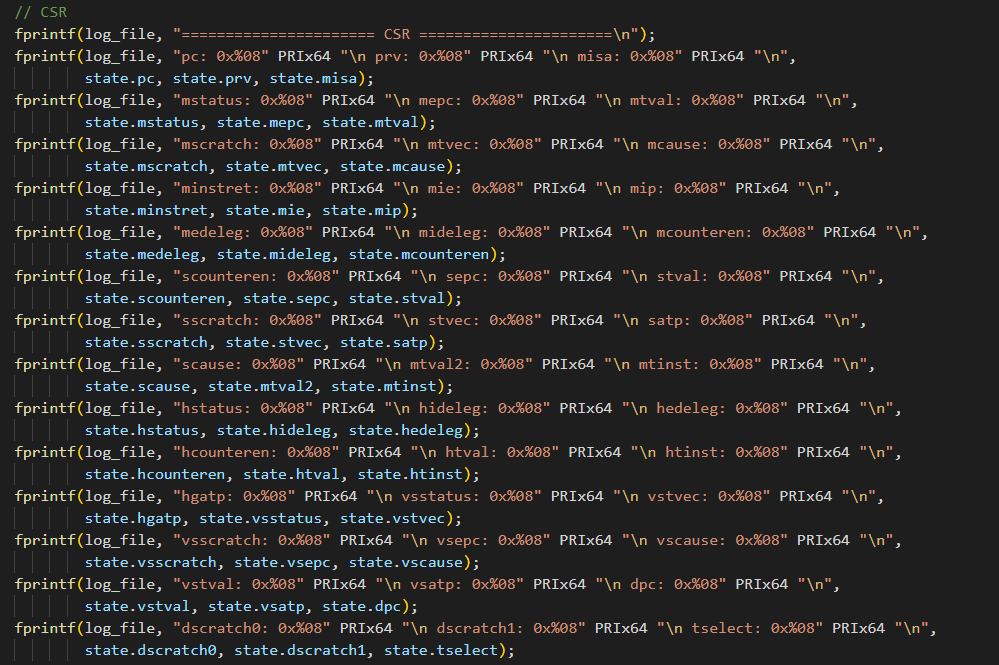 // CSR
fprintf(log_file, "====================== CSR ======================\n");
fprintf(log_file, "pc: 0x%08" PRIx64 "\n prv: 0x%08" PRIx64 "\n misa: 0x%08" PRIx64 "\n",
state.pc, state.prv, state.misa);
fprintf(log_file, "mstatus: 0x%08" PRIx64 "\n mepc: 0x%08" PRIx64 "\n mtval: 0x%08" PRIx64 "\n",
state.mstatus, state.mepc, state.mtval);
fprintf(log_file, "mscratch: 0x%08" PRIx64 "\n mtvec: 0x%08" PRIx64 "\n mcause: 0x%08" PRIx64 "\n",
state.mscratch, state.mtvec, state.mcause);
fprintf(log_file, "minstret: 0x%08" PRIx64 "\n mie: 0x%08" PRIx64 "\n mip: 0x%08" PRIx64 "\n",
state.minstret, state.mie, state.mip);
fprintf(log_file, "medeleg: 0x%08" PRIx64 "\n mideleg: 0x%08" PRIx64 "\n mcounteren: 0x%08" PRIx64 "\n",
state.medeleg, state.mideleg, state.mcounteren);
fprintf(log_file, "scounteren: 0x%08" PRIx64 "\n sepc: 0x%08" PRIx64 "\n stval: 0x%08" PRIx64 "\n",
state.scounteren, state.sepc, state.stval);
fprintf(log_file, "sscratch: 0x%08" PRIx64 "\n stvec: 0x%08" PRIx64 "\n satp: 0x%08" PRIx64 "\n",
state.sscratch, state.stvec, state.satp);
fprintf(log_file, "scause: 0x%08" PRIx64 "\n mtval2: 0x%08" PRIx64 "\n mtinst: 0x%08" PRIx64 "\n",
state.scause, state.mtval2, state.mtinst);
fprintf(log_file, "hstatus: 0x%08" PRIx64 "\n hideleg: 0x%08" PRIx64 "\n hedeleg: 0x%08" PRIx64 "\n",
state.hstatus, state.hideleg, state.hedeleg);
fprintf(log_file, "hcounteren: 0x%08" PRIx64 "\n htval: 0x%08" PRIx64 "\n htinst: 0x%08" PRIx64 "\n",
state.hcounteren, state.htval, state.htinst);
fprintf(log_file, "hgatp: 0x%08" PRIx64 "\n vsstatus: 0x%08" PRIx64 "\n vstvec: 0x%08" PRIx64 "\n",
state.hgatp, state.vsstatus, state.vstvec);
fprintf(log_file, "vsscratch: 0x%08" PRIx64 "\n vsepc: 0x%08" PRIx64 "\n vscause: 0x%08" PRIx64 "\n",
state.vsscratch, state.vsepc, state.vscause);
fprintf(log_file, "vstval: 0x%08" PRIx64 "\n vsatp: 0x%08" PRIx64 "\n dpc: 0x%08" PRIx64 "\n",
state.vstval, state.vsatp, state.dpc);
fprintf(log_file, "dscratch0: 0x%08" PRIx64 "\n dscratch1: 0x%08" PRIx64 "\n tselect: 0x%08" PRIx64 "\n",
state.dscratch0, state.dscratch1, state.tselect);